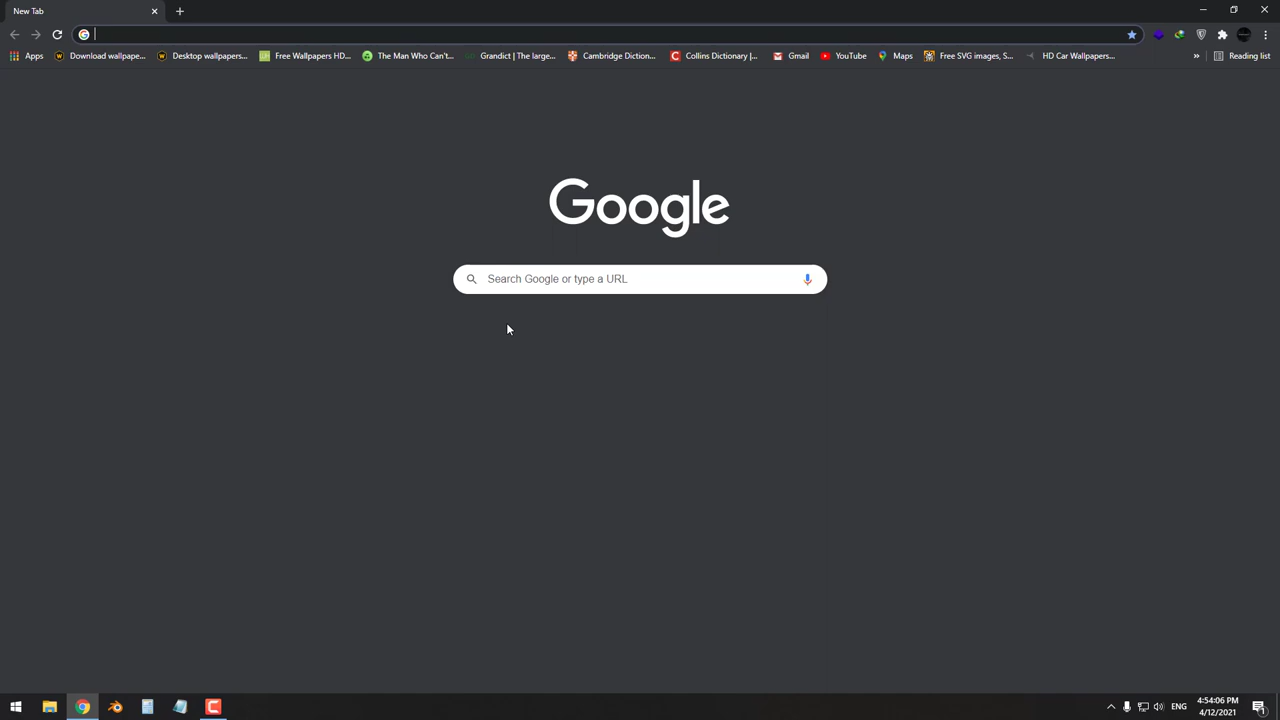 New Tab
Apps
Download wallpape...
Desktop wallpapers...
Free Wallpapers HD...
The Man Who Can't...
Grandict | The large...
Cambridge Diction...
Collins Dictionary |...
Gmail
YouTube
Maps
Free SVG images, S...
HD Car Wallpapers...
»
Reading list
Google
Search Google or type a URL
ENG
4:54:06 PM
4/12/2021